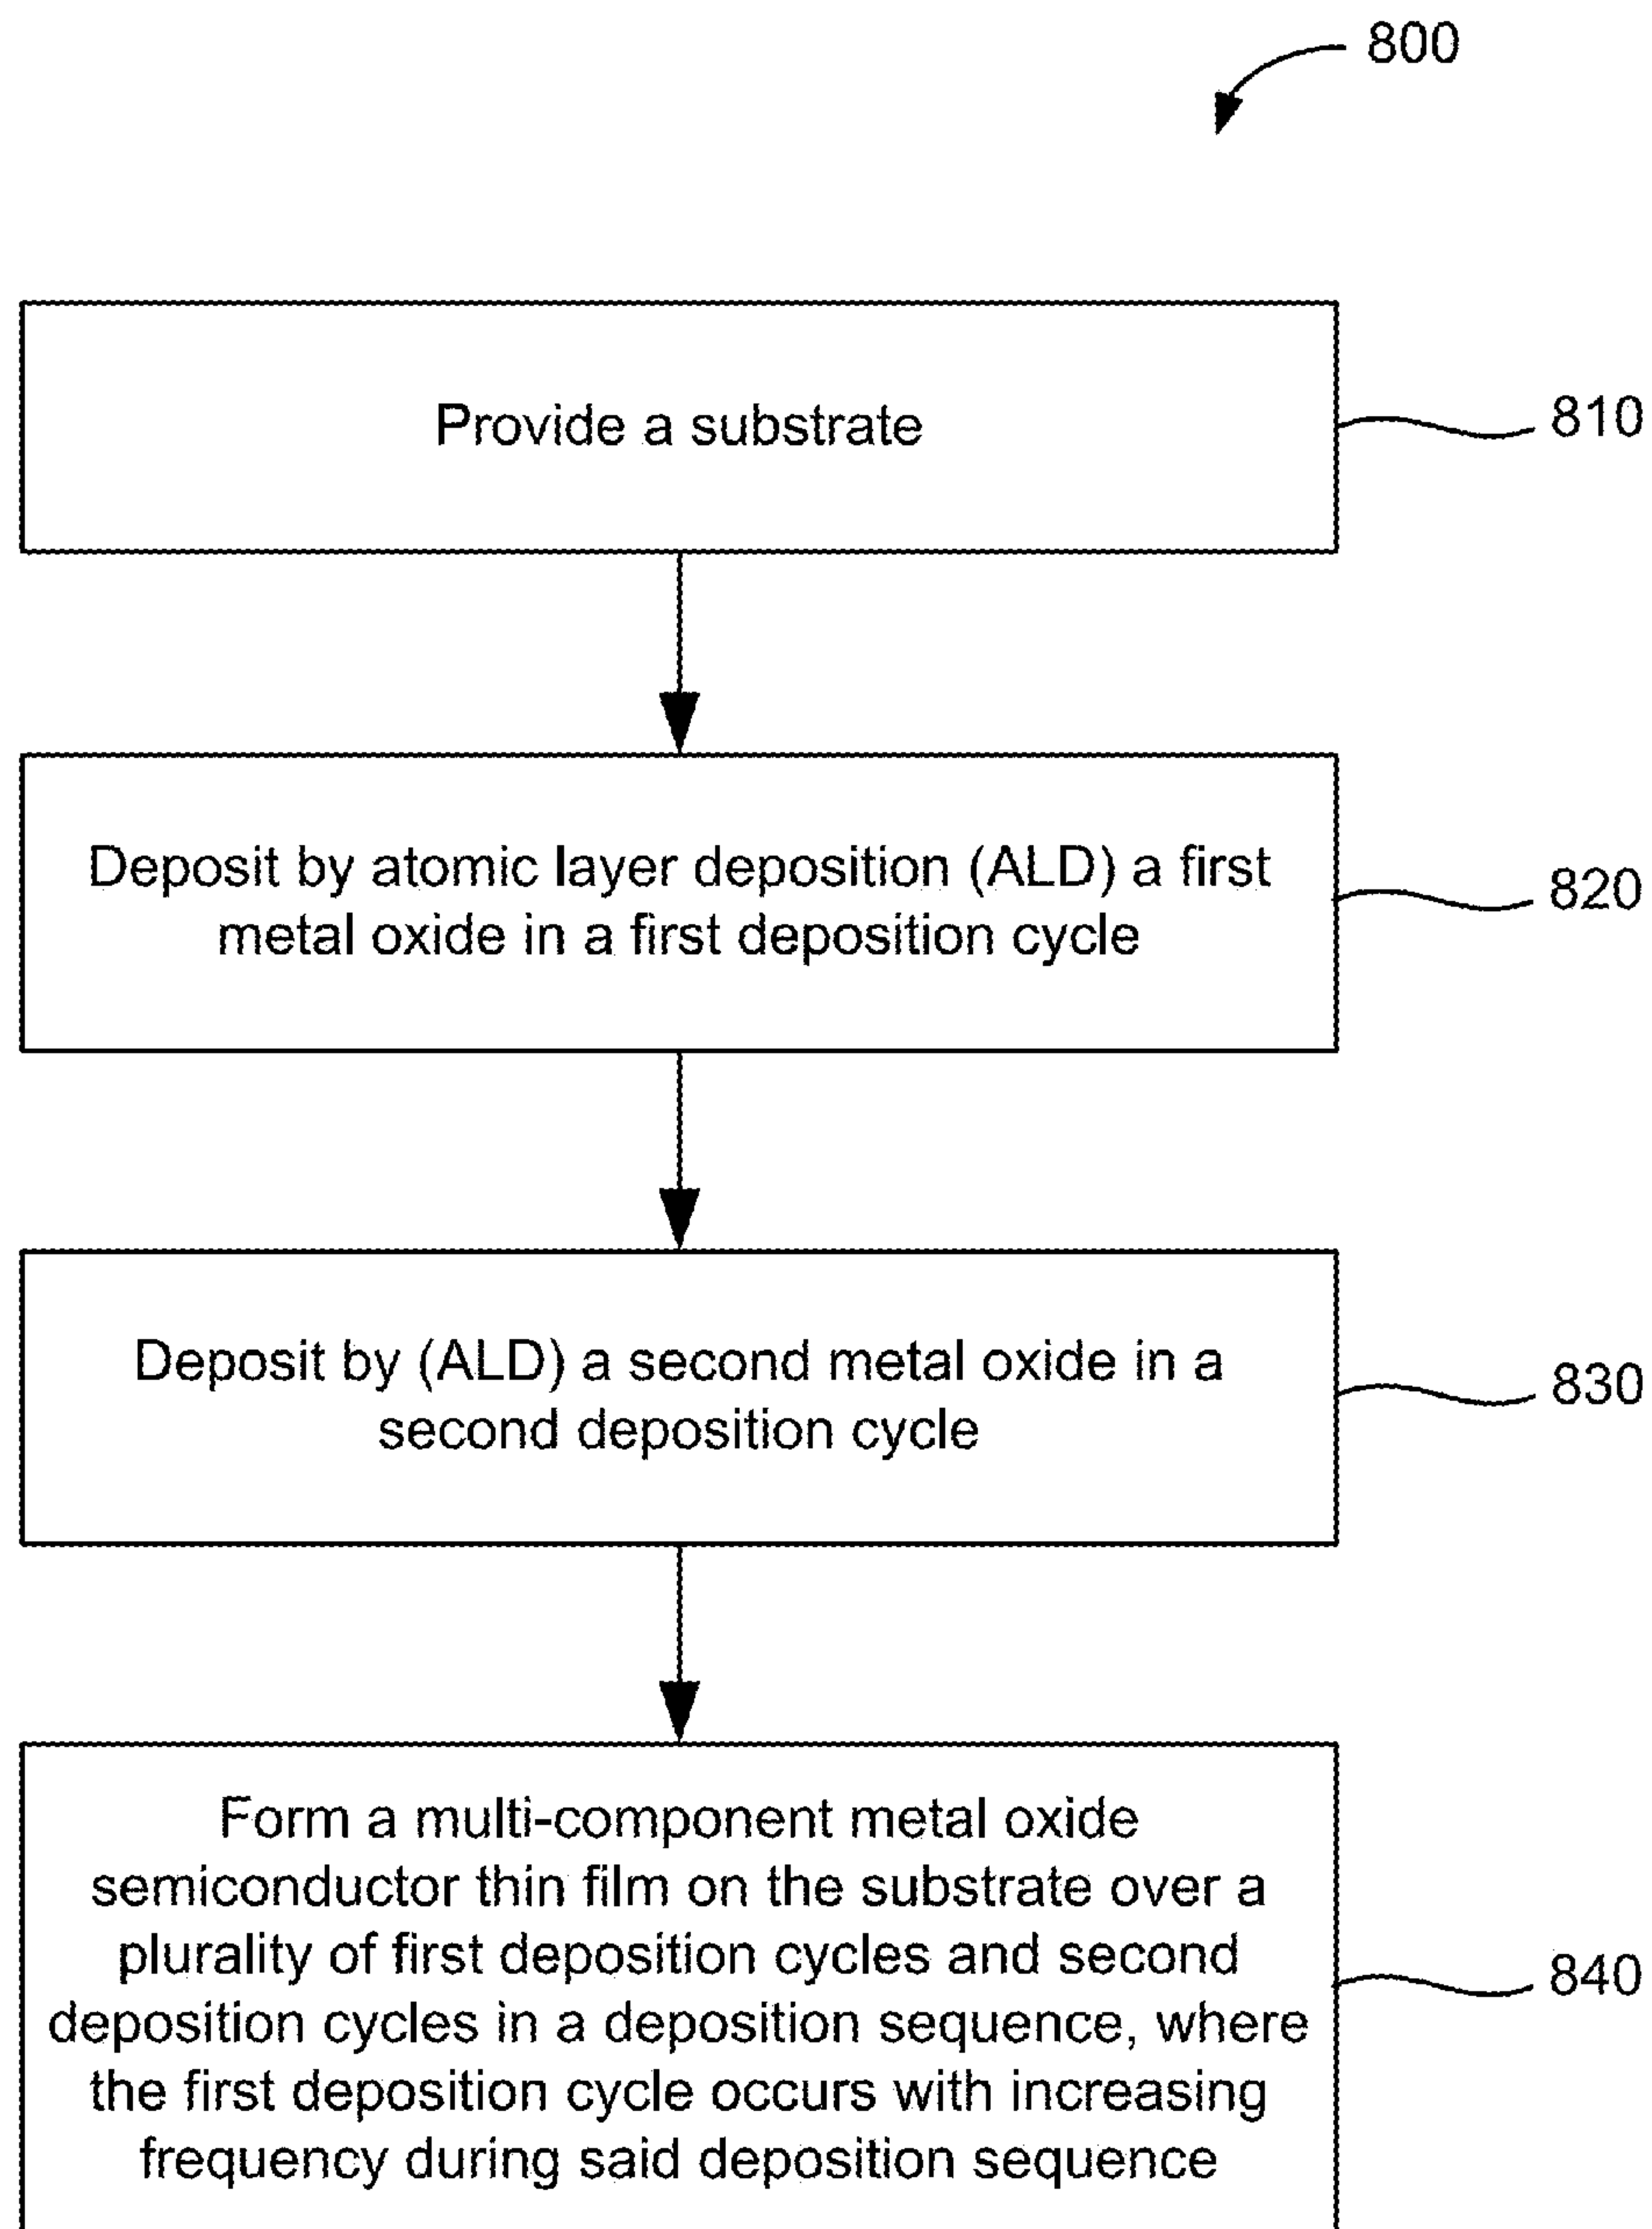 800
Provide a substrate
810
Deposit by atomic layer deposition (ALD) a first
metal oxide in a first deposition cycle
820
Deposit by (ALD) a second metal oxide in a
second deposition cycle
830
Form a multi-component metal oxide
semiconductor thin film on the substrate over a
plurality of first deposition cycles and second
deposition cycles in a deposition sequence, where
the first deposition cycle occurs with increasing
frequency during said deposition sequence
840